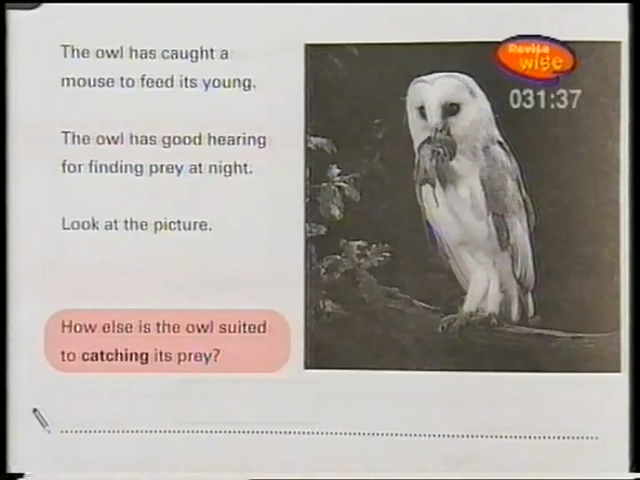 The owl has caught a
mouse to feed its young.
The owl has good hearing
for finding prey at night.
Look at the picture.
How else is the owl suited
to catching its prey?
Revise
wise
031:37